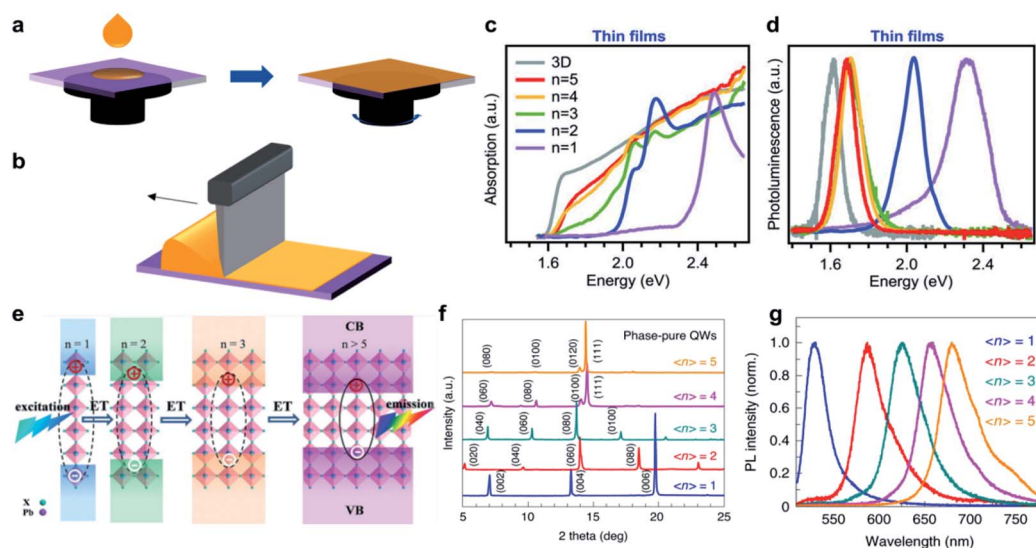 a
b
c
Thin films
3D
n=5
n=4
n=3
n=2
n=1
Absorption (a.u.)
1.6 2.0 2.4
Energy (eV)
d
Thin films
Photoluminescence (a.u.)
1.6 2.0 2.4
Energy (eV)
e
CB
n = 1
n = 2
n = 3
n > 5
excitation
ET
ET
ET
emission
X
Pb
VB
f
Phase-pure QWs
(080)
(0100)
(0120)
(111)
<n> = 5
(060)
(080)
(0100)
(111)
<n> = 4
(040)
(060)
(080)
(0100)
<n> = 3
(020)
(040)
(060)
(080)
<n> = 2
(002)
(004)
(006)
<n> = 1
Intensity (a.u.)
5 10 15 20 25
2 theta (deg)
g
<n> = 1
<n> = 2
<n> = 3
<n> = 4
<n> = 5
PL intensity (norm.)
1.0
0.8
0.6
0.4
0.2
0
550 600 650 700 750
Wavelength (nm)